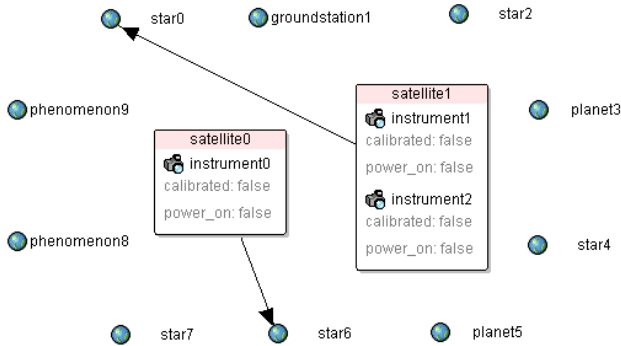 star0
groundstation1
star2
satellite1
instrument1
calibrated: false
power_on: false
instrument2
calibrated: false
power_on: false
phenomenon9
planet3
satellite0
instrument0
calibrated: false
power_on: false
phenomenon8
star4
star7
star6
planet5